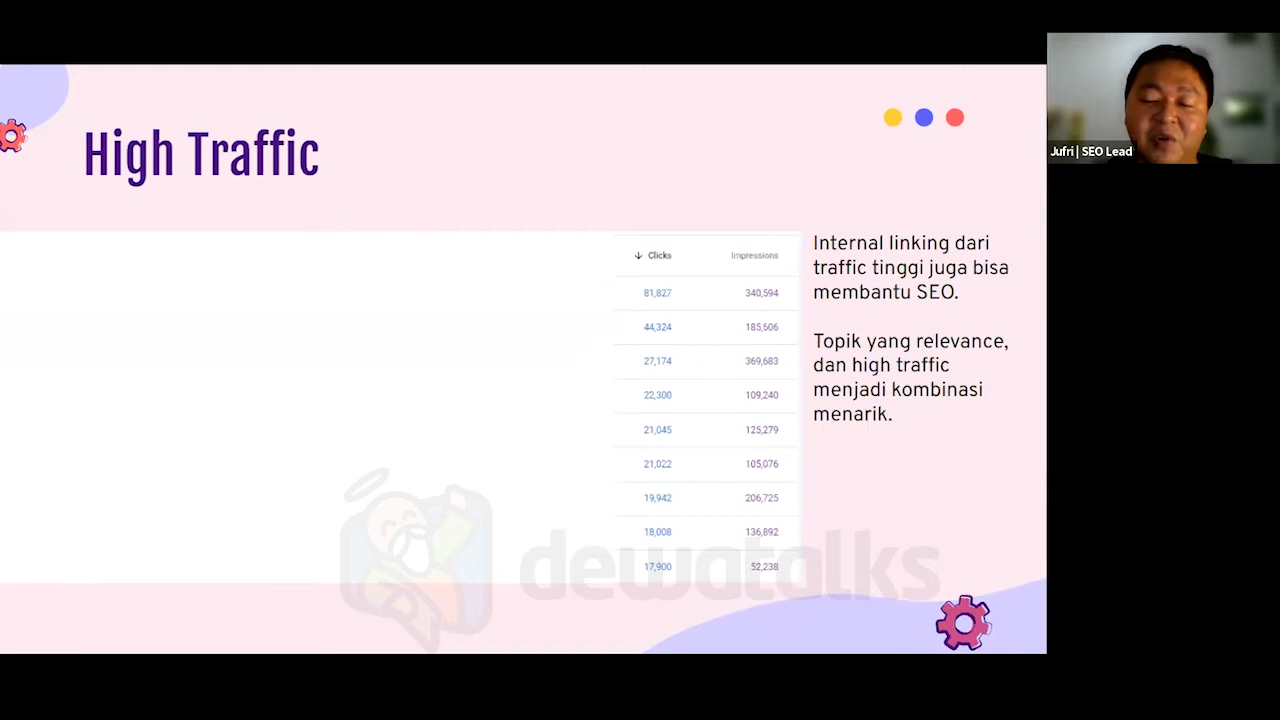 High Traffic
Jufri | SEO Lead
Clicks Impressions
81,827 340,594
44,324 185,606
27,174 369,683
22,300 109,240
21,045 125,279
21,022 105,076
19,942 206,725
18,008 136,892
17,900 52,238
Internal linking dari
traffic tinggi juga bisa
membantu SEO.
Topik yang relevance,
dan high traffic
menjadi kombinasi
menarik.
dewatalks